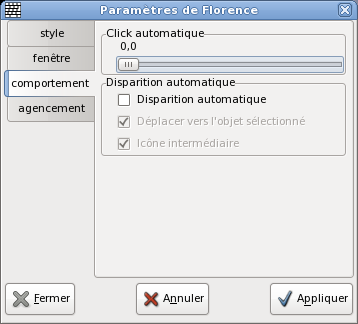 Paramètres de Florence
style
fenêtre
comportement
agencement
Click automatique
0,0
Disparition automatique
Disparition automatique
Déplacer vers l'objet sélectionné
Icône intermédiaire
Fermer
Annuler
Appliquer